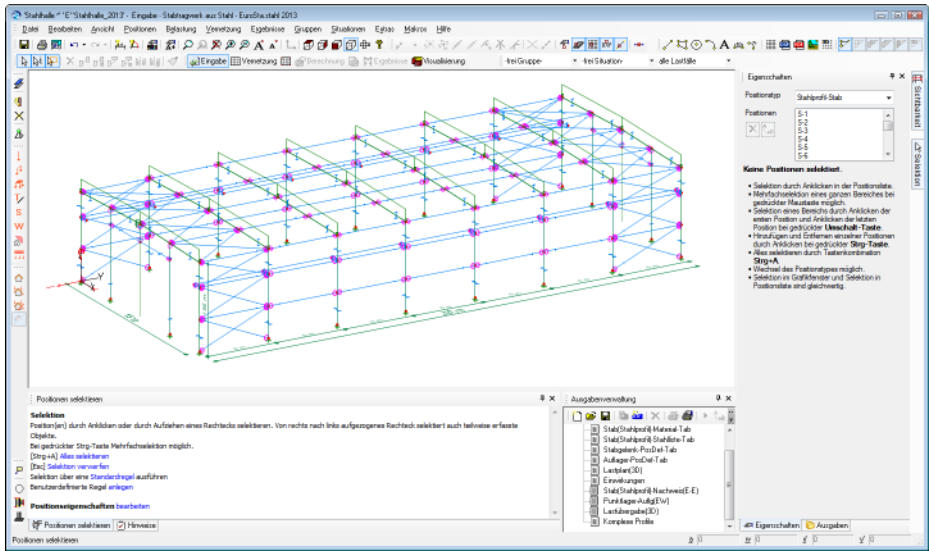 "Stahlhalle " "E"Stahlhalle_2013" - Eingabe - Stabtragwerk aus Stahl - EuroSta.stahl 2013
Datei Bearbeiten Ansicht Positionen Belastung Vernetzung Ergebnisse Gruppen Situationen Extras Makros Hilfe
Eingabe Vernetzung Berechnung Ergebnisse Visualisierung -frei Gruppe- -frei Situation- alle Lastfälle
Eigenschaften
Positionstyp Stahlprofil-Stab
Positionen S-1
S-2
S-3
S-4
S-5
S-6
Keine Positionen selektiert.
• Selektion durch Anklicken in der Positionsliste.
• Mehrfachselektion eines ganzen Bereiches bei
gedrückter Maustaste möglich.
• Selektion eines Bereichs durch Anklicken der
ersten Position und Anklicken der letzten
Position bei gedrückter Umschalt-Taste.
• Hinzufügen und Entfernen einzelner Positionen
durch Anklicken bei gedrückter Strg-Taste.
• Alles selektieren durch Tastenkombination
Strg+A.
• Wechsel des Positionstypes möglich.
• Selektion im Grafikfenster und Selektion in
Positionsliste sind gleichwertig.
Sichtbarkeit
Selektion
Y
X
Positionen selektieren
Selektion
Position(en) durch Anklicken oder durch Aufziehen eines Rechtecks selektieren. Von rechts nach links aufgezogenes Rechteck selektiert auch teilweise erfasste
Objekte.
Bei gedrückter Strg-Taste Mehrfachselektion möglich.
[Strg+A] Alles selektieren
[Esc] Selektion verwerfen
Selektion über eine Standardregel ausführen
Benutzerdefinierte Regel anlegen
Positionseigenschaften bearbeiten
Positionen selektieren Hinweise
Ausgabenverwaltung
Stab(Stahlprofil)-Material-Tab
Stab(Stahlprofil)-Stahlliste-Tab
Stabgelenk-PosDef-Tab
Auflager-PosDef-Tab
Lastplan(3D)
Einwirkungen
Stab(Stahlprofil)-Nachweis(E-E)
Punktlager-Auflg(EW)
Lastübergabe(3D)
Komplexe Profile
Eigenschaften Ausgaben
Positionen selektieren